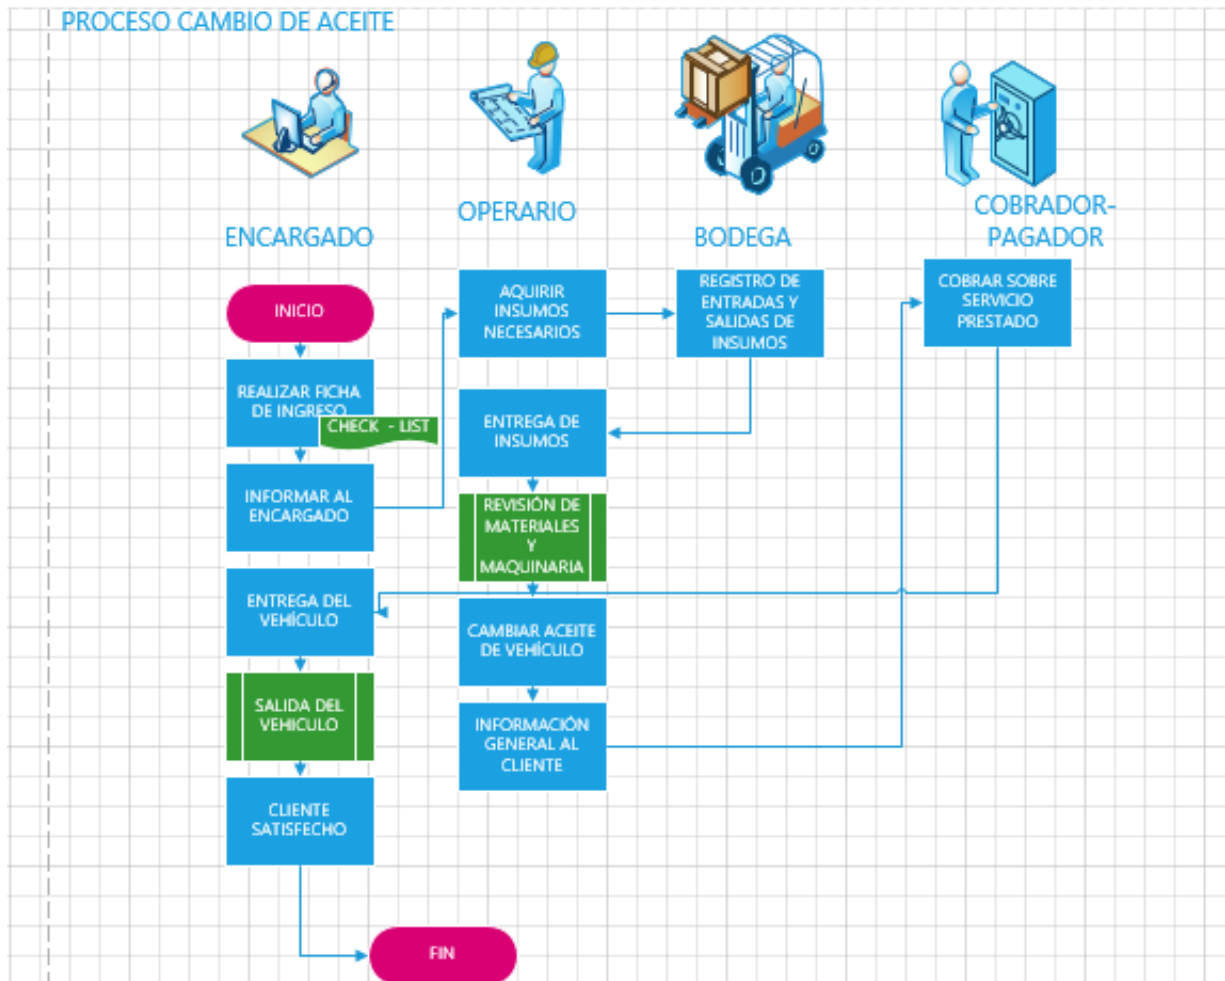 PROCESO CAMBIO DE ACEITE
ENCARGADO
OPERARIO
BODEGA
COBRADOR-
PAGADOR
INICIO
REALIZAR FICHA
DE INGRESO
CHECK - LIST
INFORMAR AL
ENCARGADO
ENTREGA DEL
VEHÍCULO
SALIDA DEL
VEHICULO
CLIENTE
SATISFECHO
FIN
AQUIRIR
INSUMOS
NECESARIOS
ENTREGA DE
INSUMOS
REVISIÓN DE
MATERIALES
Y
MAQUINARIA
CAMBIAR ACEITE
DE VEHÍCULO
INFORMACIÓN
GENERAL AL
CLIENTE
REGISTRO DE
ENTRADAS Y
SALIDAS DE
INSUMOS
COBRAR SOBRE
SERVICIO
PRESTADO